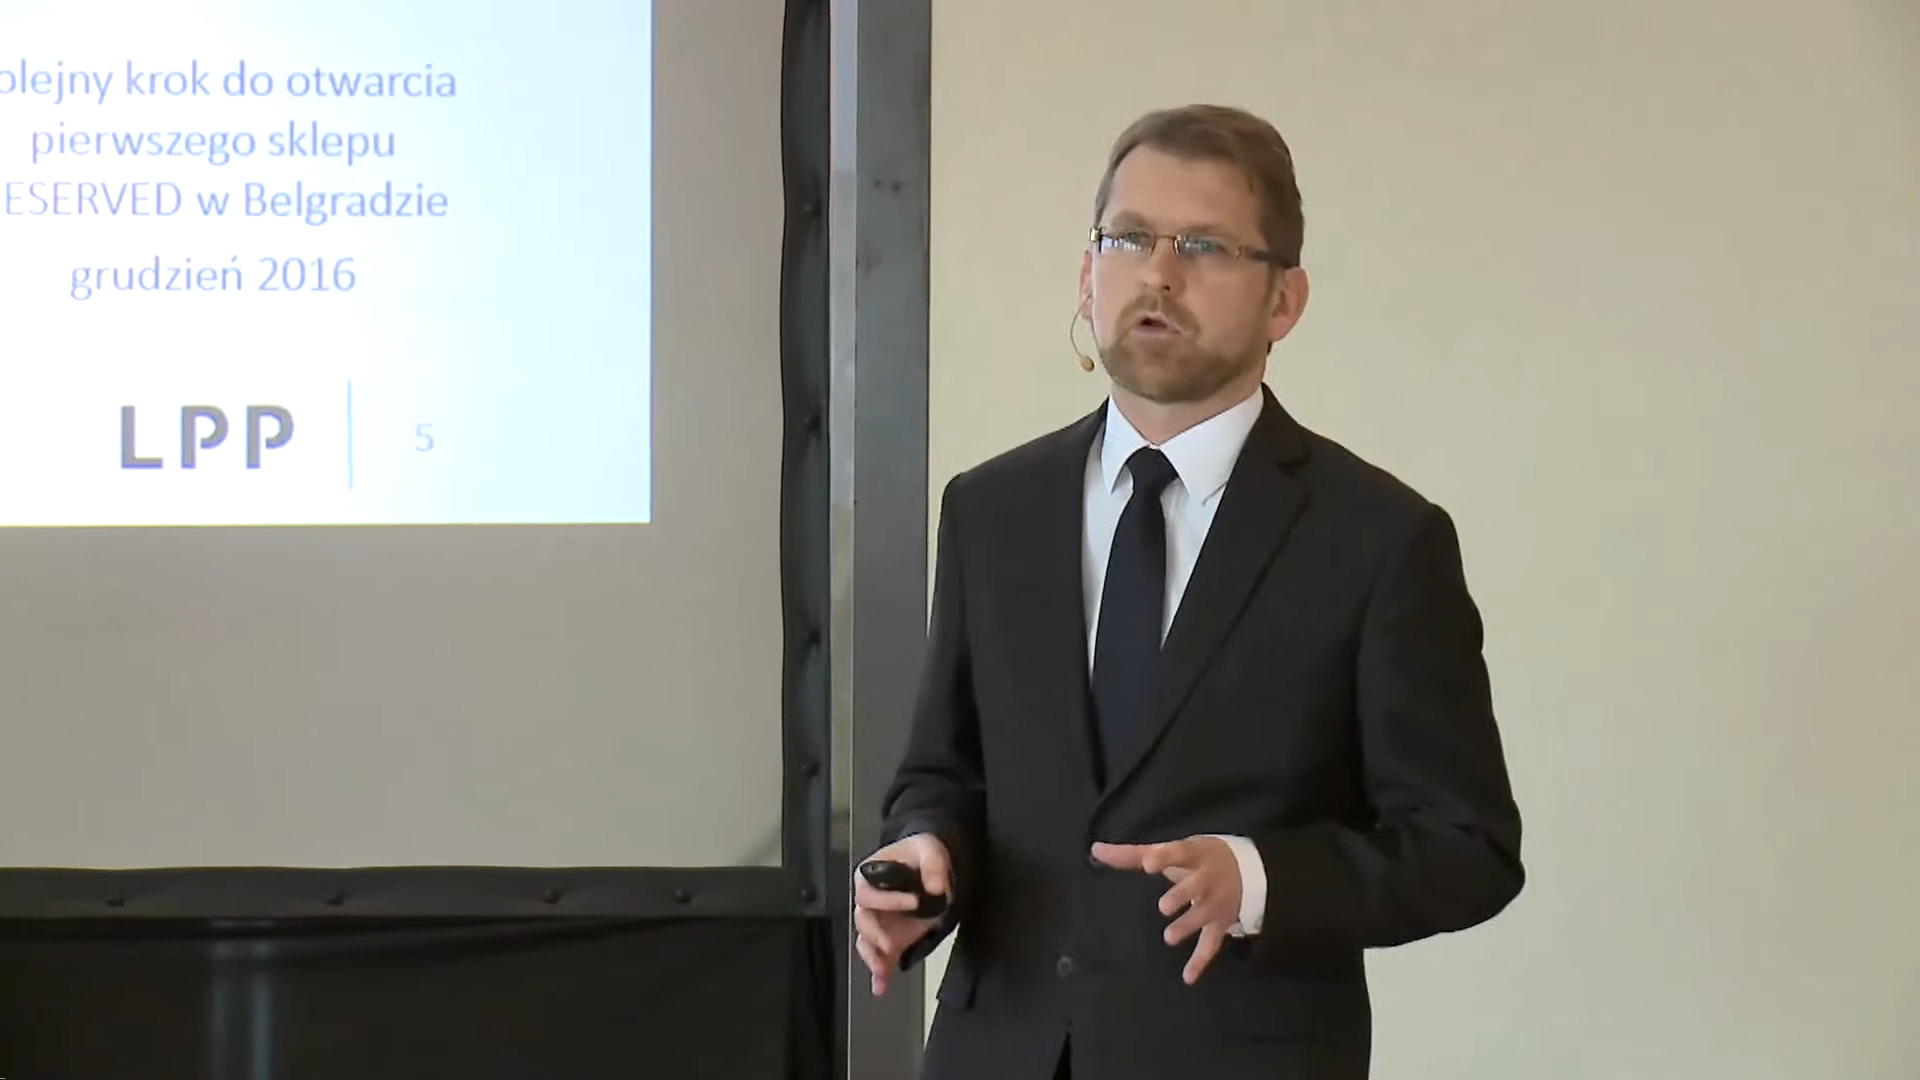 olejny krok do otwarcia
pierwszego sklepu
ESERVED w Belgradzie
grudzień 2016
LPP 5